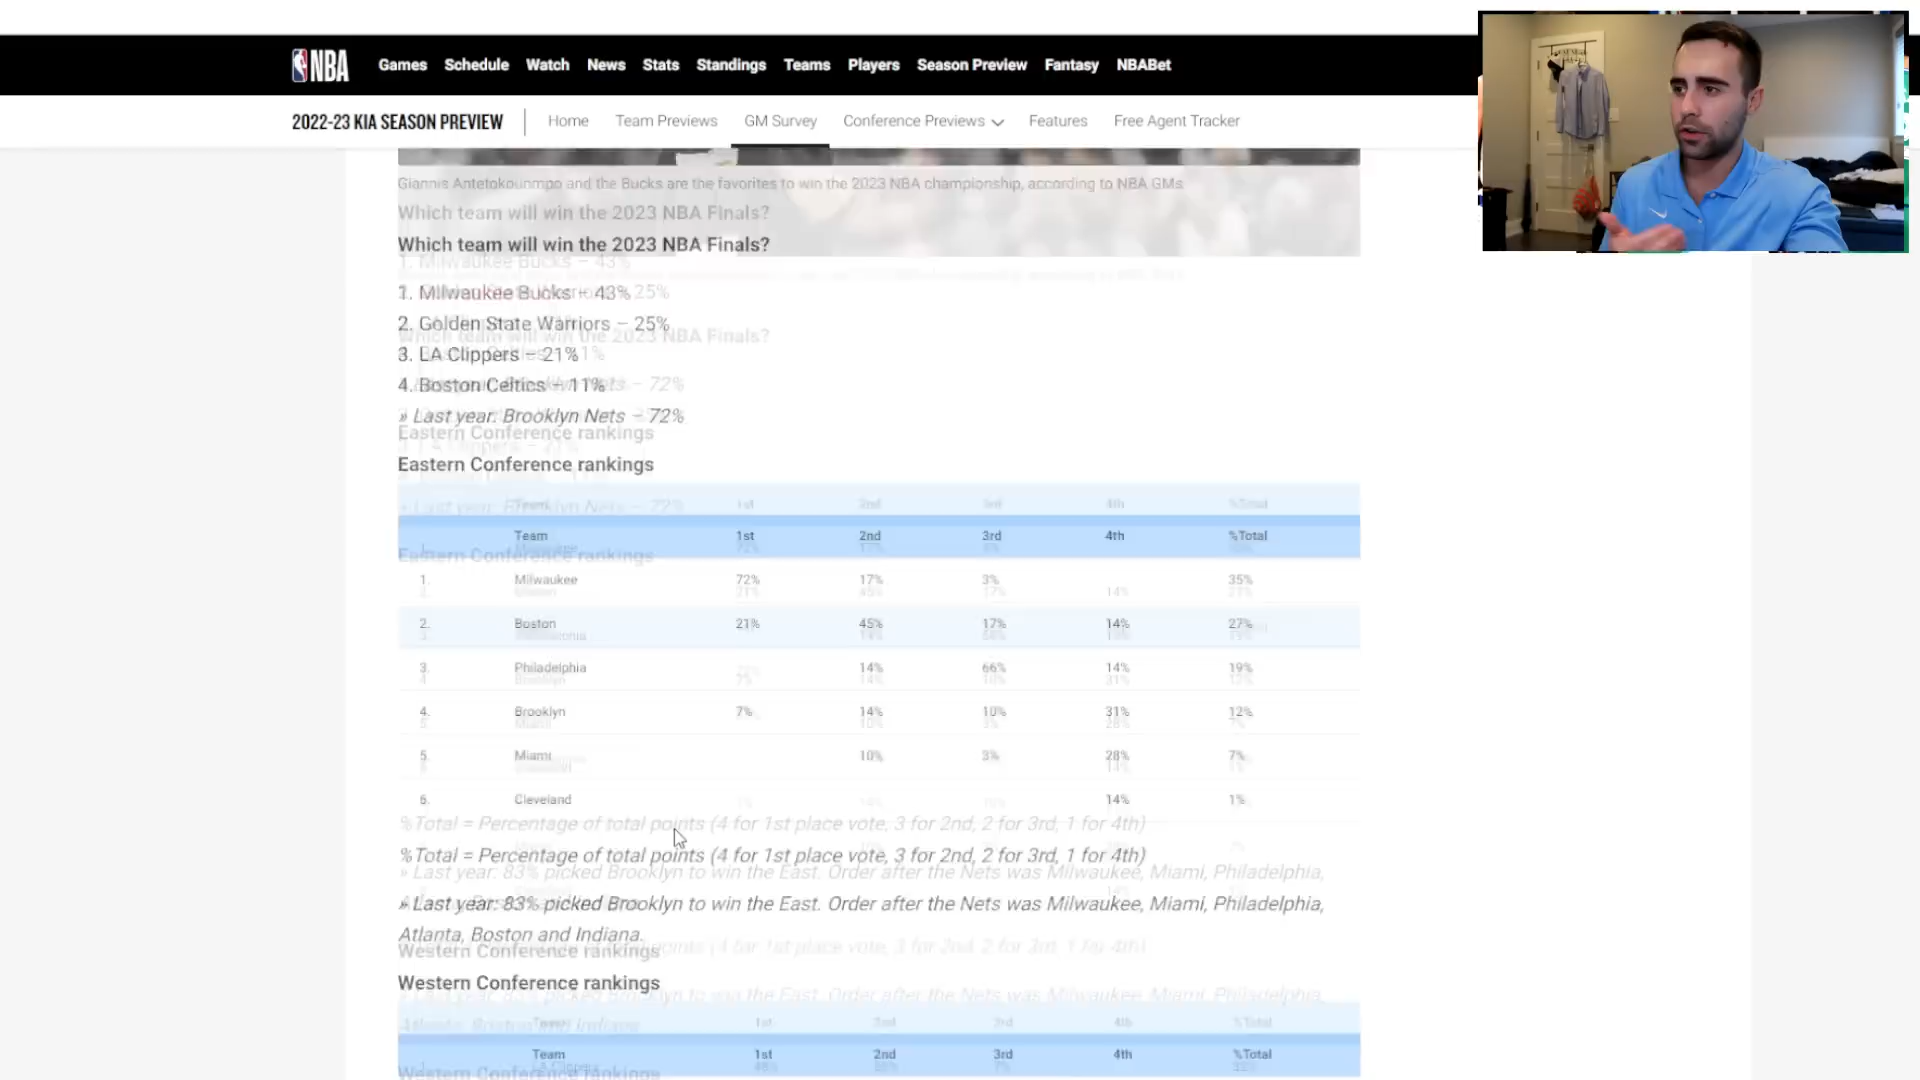 NBA Games Schedule Watch News Stats Standings Teams Players Season Preview Fantasy NBABet
2022-23 KIA SEASON PREVIEW Home Team Previews GM Survey Conference Previews Features Free Agent Tracker
Giannis Antetokounmpo and the Bucks are the favorites to win the 2023 NBA championship, according to NBA GMs.
Which team will win the 2023 NBA Finals?
1. Milwaukee Bucks – 43%
2. Golden State Warriors – 25%
3. LA Clippers – 21%
4. Boston Celtics – 11%
» Last year: Brooklyn Nets – 72%
Eastern Conference rankings
Team 1st 2nd 3rd 4th %Total
1. Milwaukee 72% 17% 3% 35%
2. Boston 21% 45% 17% 14% 27%
3. Philadelphia 14% 66% 14% 19%
4. Brooklyn 7% 14% 10% 31% 12%
5. Miami 10% 3% 28% 7%
6. Cleveland 14% 1%
%Total = Percentage of total points (4 for 1st place vote, 3 for 2nd, 2 for 3rd, 1 for 4th)
» Last year: 83% picked Brooklyn to win the East. Order after the Nets was Milwaukee, Miami, Philadelphia,
Atlanta, Boston and Indiana.
Western Conference rankings
Team 1st 2nd 3rd 4th %Total